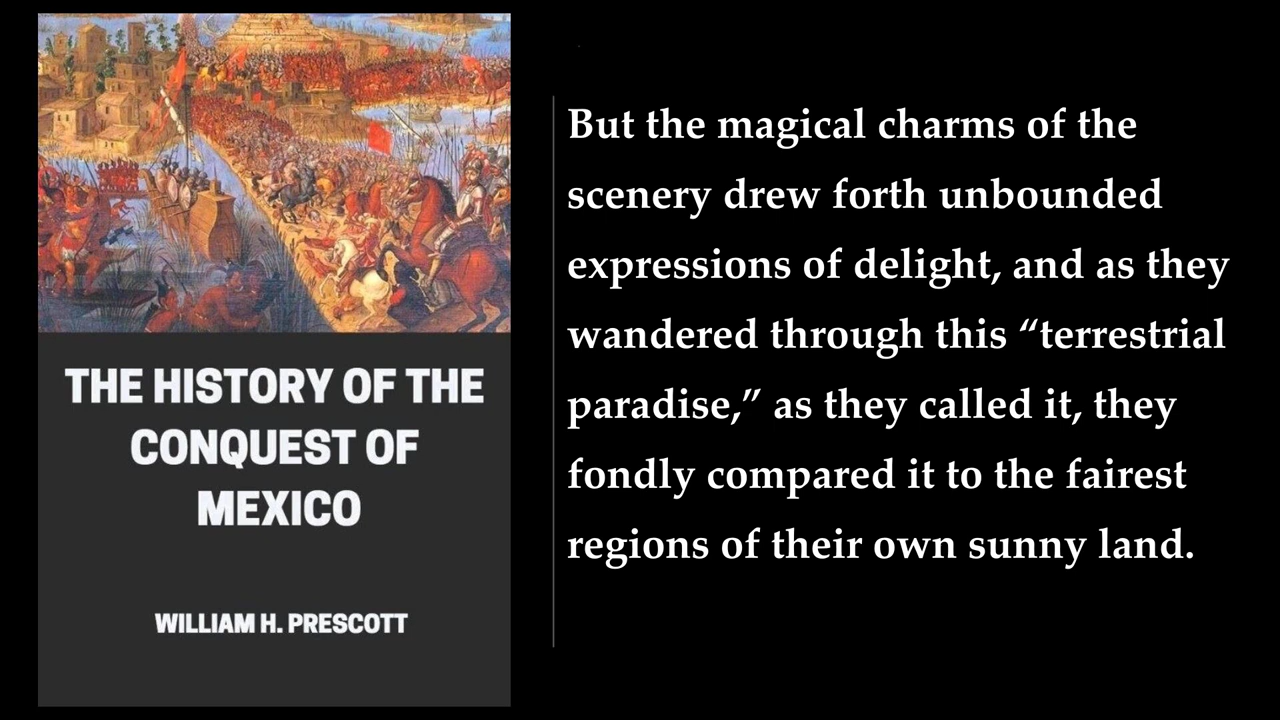 THE HISTORY OF THE
CONQUEST OF
MEXICO
WILLIAM H. PRESCOTT
But the magical charms of the
scenery drew forth unbounded
expressions of delight, and as they
wandered through this “terrestrial
paradise,” as they called it, they
fondly compared it to the fairest
regions of their own sunny land.